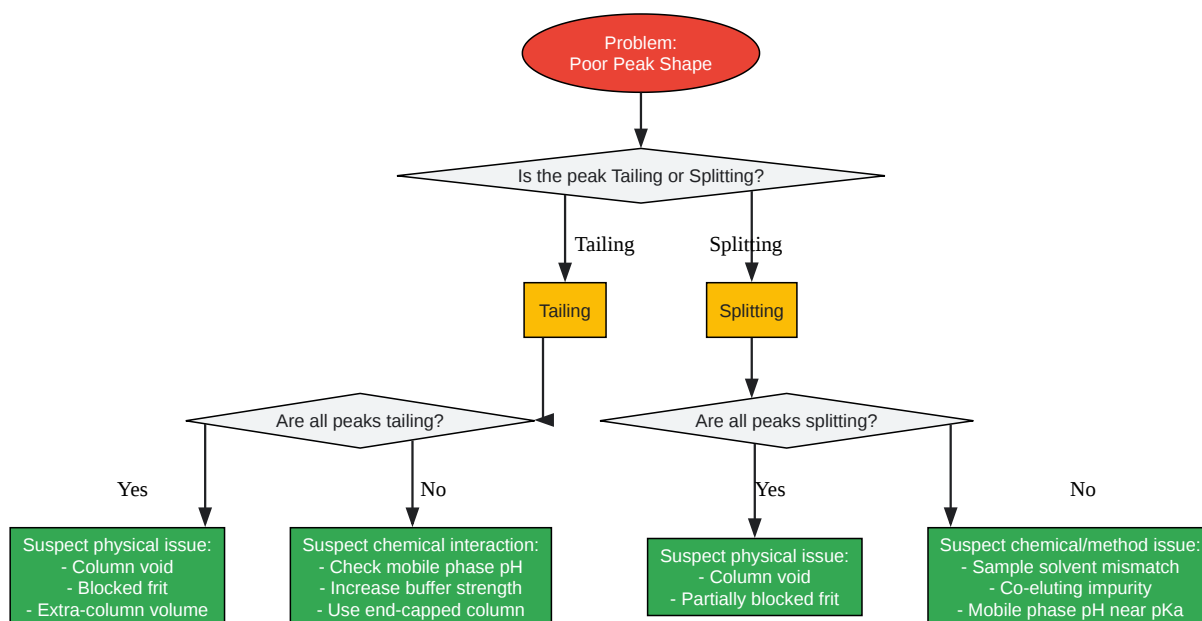 Problem:
Poor Peak Shape
Is the peak Tailing or Splitting?
Tailing
Splitting
Tailing
Splitting
Are all peaks tailing?
Are all peaks splitting?
Yes
No
Yes
No
Suspect physical issue:
- Column void
- Blocked frit
- Extra-column volume
Suspect chemical interaction:
- Check mobile phase pH
- Increase buffer strength
- Use end-capped column
Suspect physical issue:
- Column void
- Partially blocked frit
Suspect chemical/method issue:
- Sample solvent mismatch
- Co-eluting impurity
- Mobile phase pH near pKa